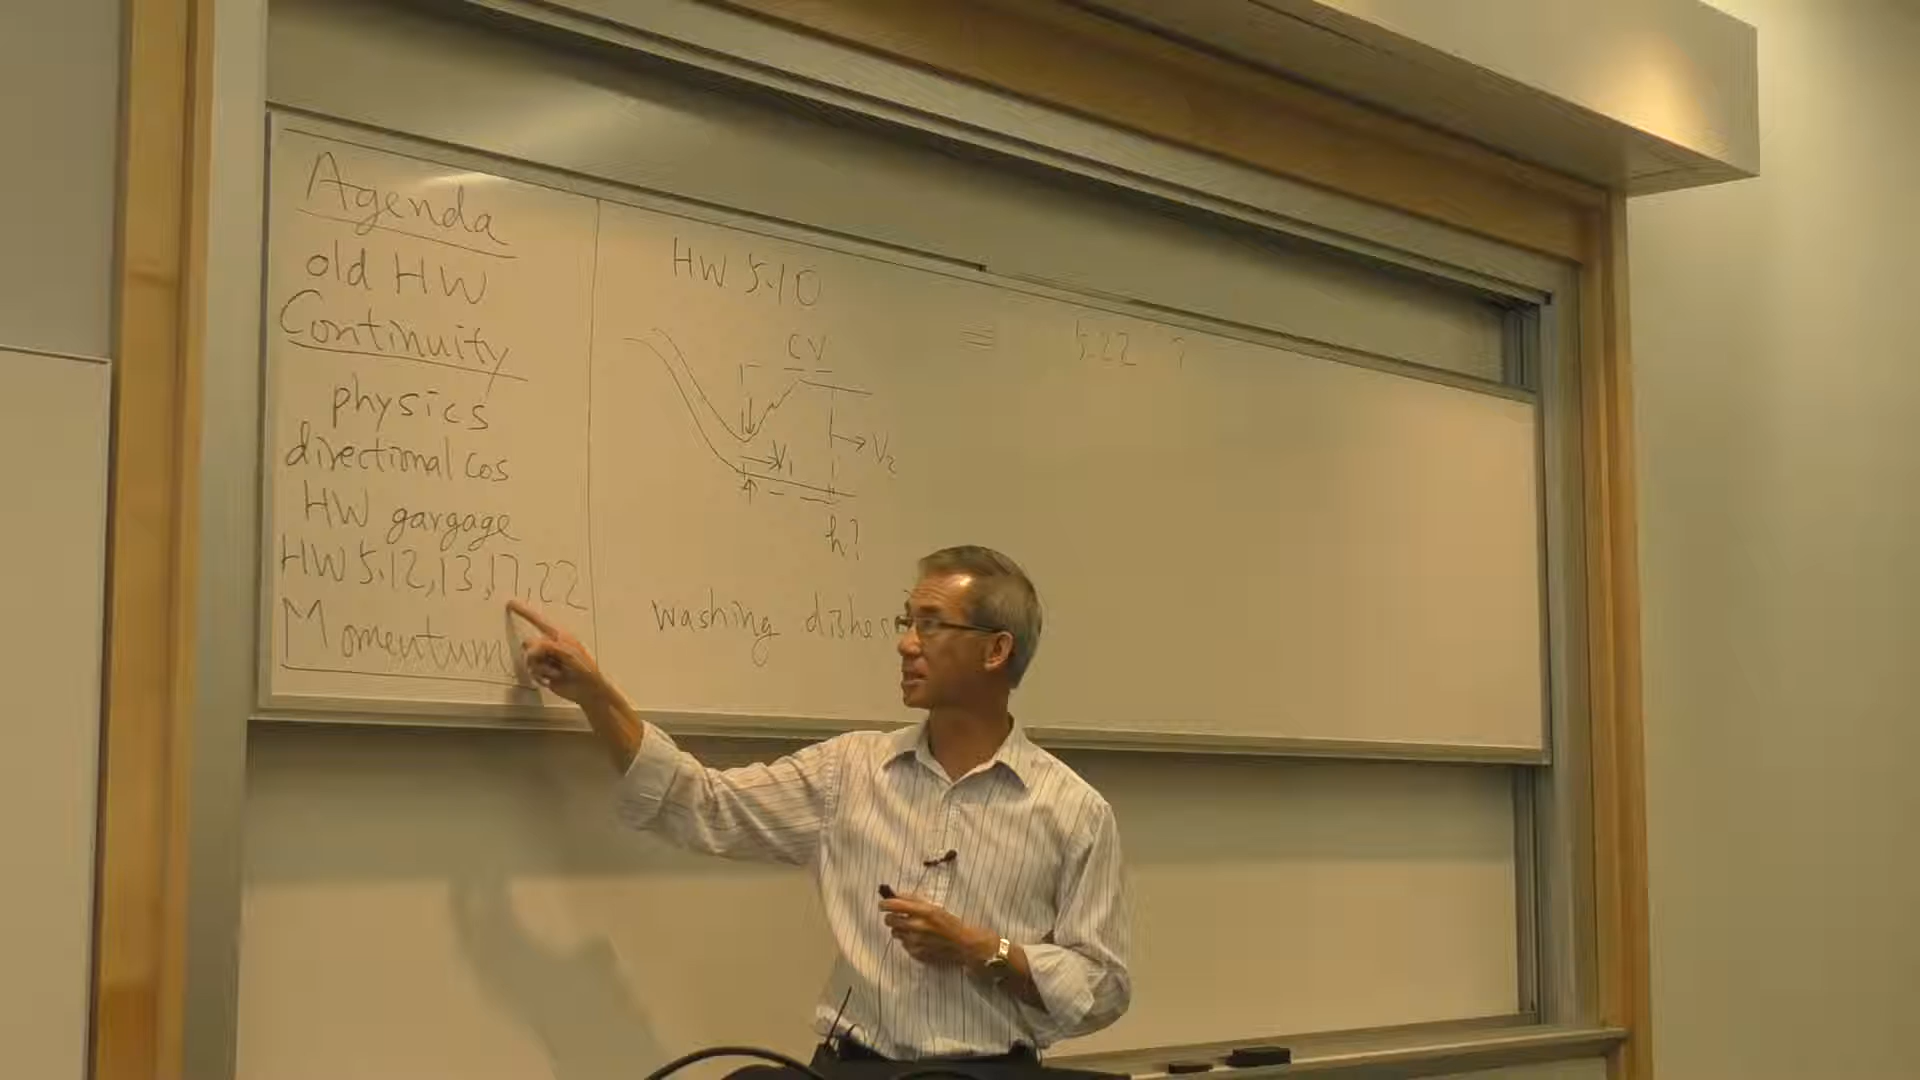 Agenda
old HW
Continuity
physics
directional cos
HW gargage
HW 5.12, 13, 17, 22
Momentum
HW 5.10
CV
V1
V2
h?
washing dishes
5.22 ?